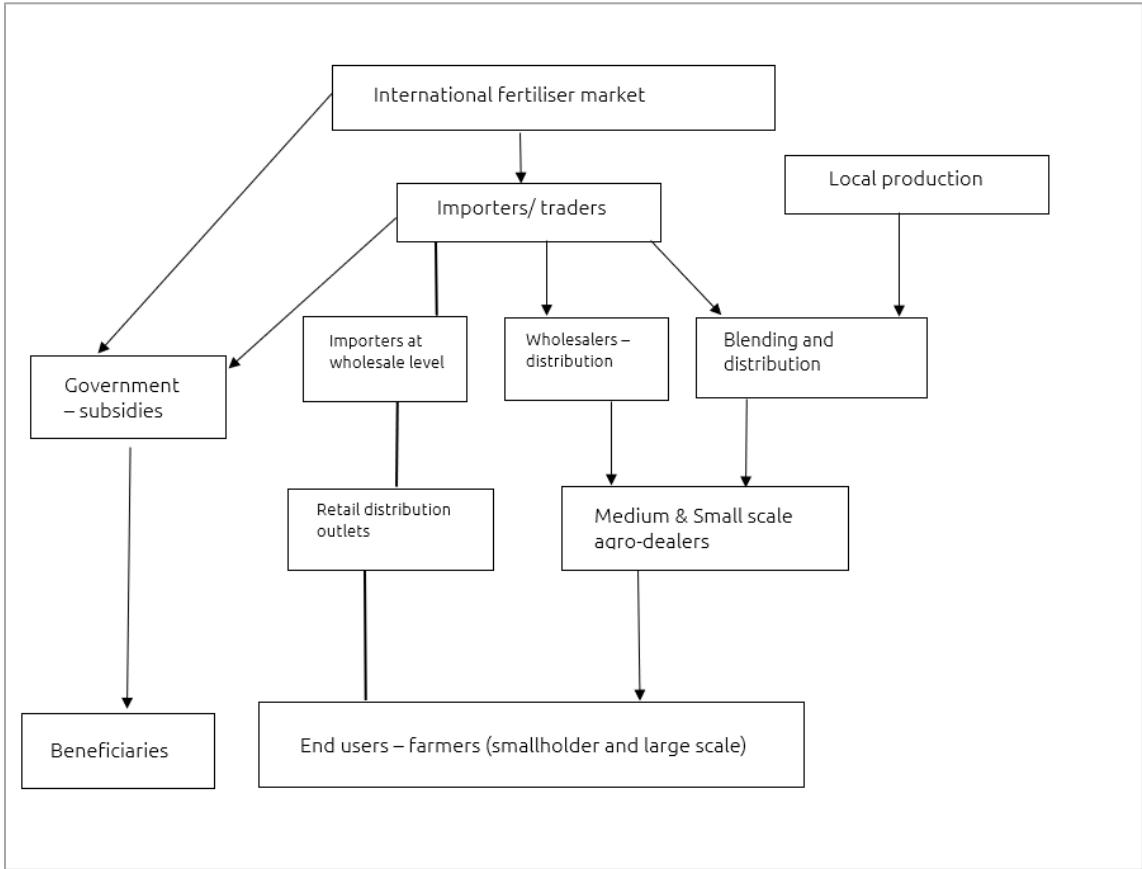 International fertiliser market
Local production
Importers/ traders
Importers at
wholesale level
Wholesalers –
distribution
Blending and
distribution
Government
– subsidies
Retail distribution
outlets
Medium & Small scale
agro-dealers
Beneficiaries
End users – farmers (smallholder and large scale)